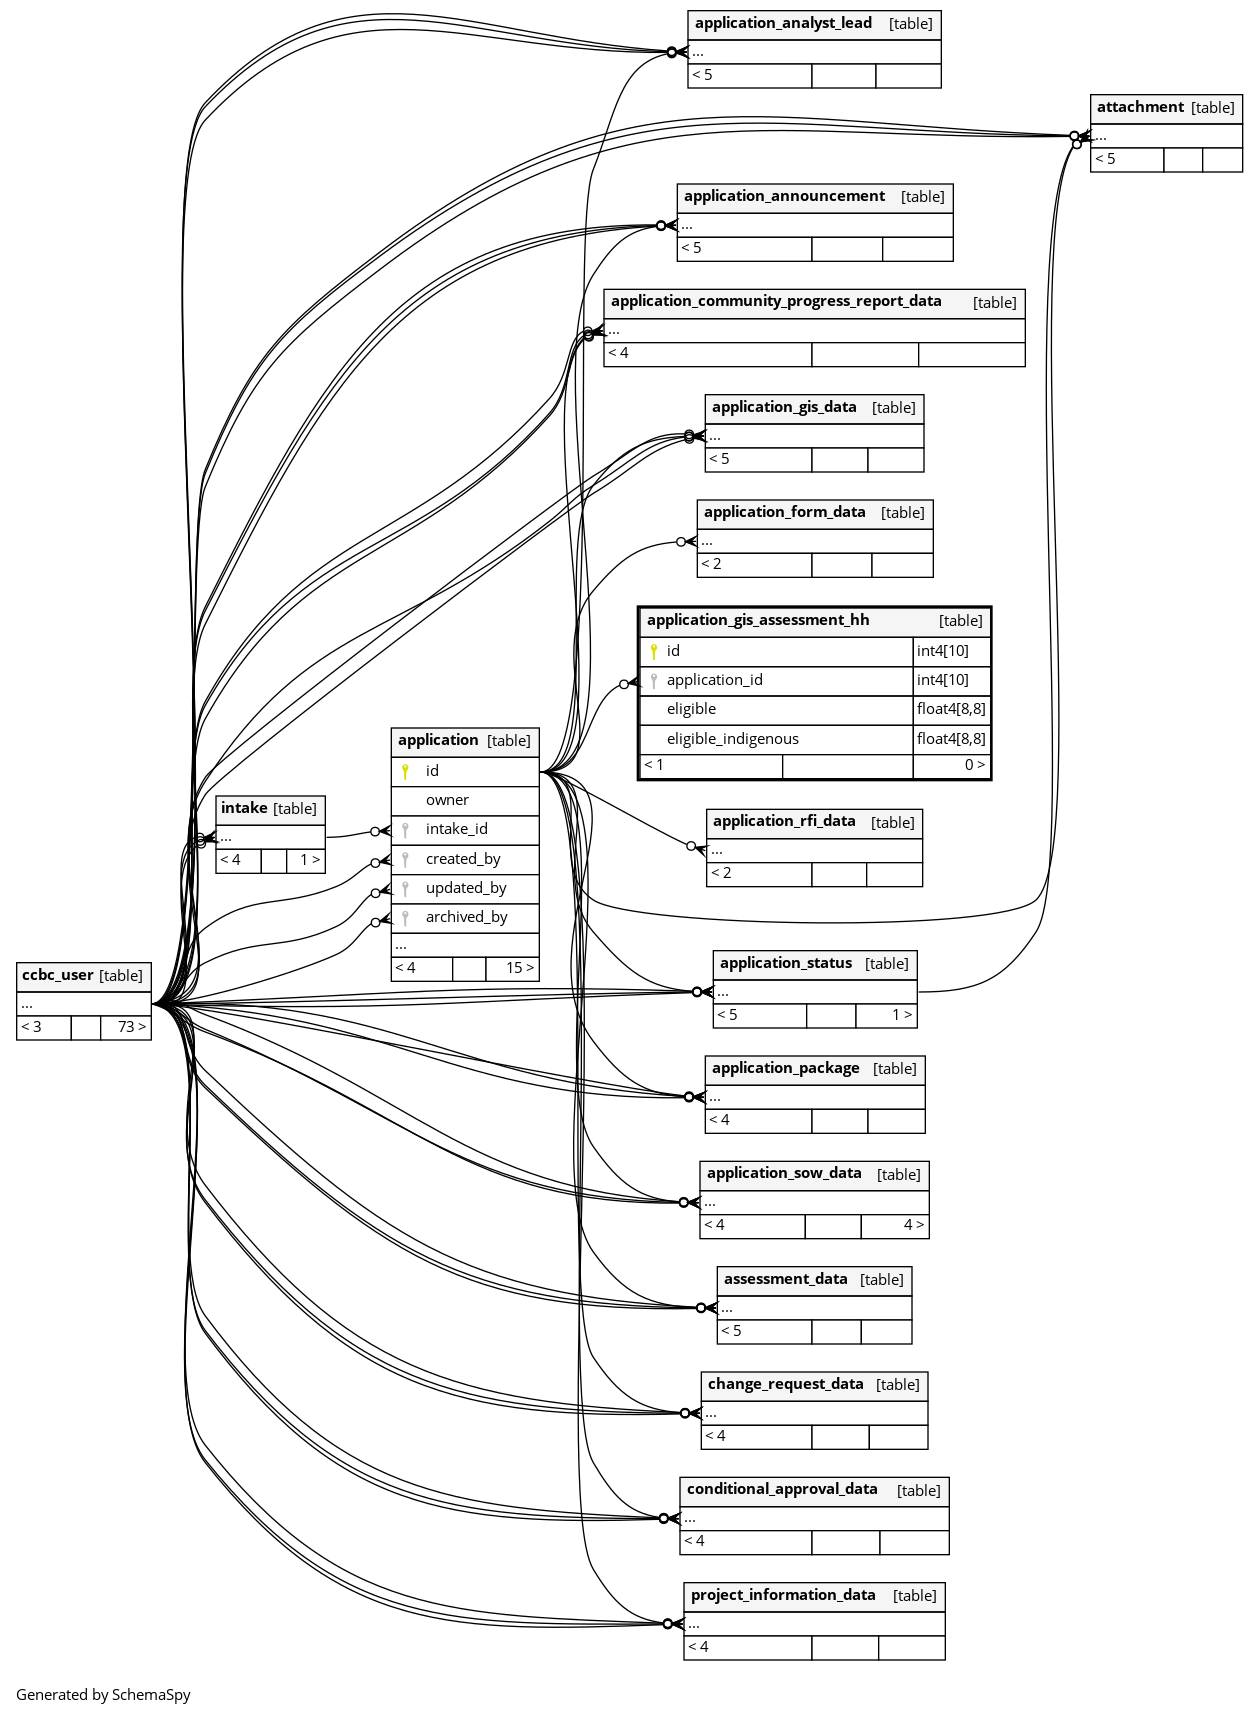 application_analyst_lead [table]
...
< 5
attachment [table]
...
< 5
application_announcement [table]
...
< 5
application_community_progress_report_data [table]
...
< 4
application_gis_data [table]
...
< 5
application_form_data [table]
...
< 2
application_gis_assessment_hh [table]
id int4[10]
application_id int4[10]
eligible float4[8,8]
eligible_indigenous float4[8,8]
< 1 0 >
application [table]
id
owner
intake_id
created_by
updated_by
archived_by
...
< 4 15 >
intake [table]
...
< 4 1 >
application_rfi_data [table]
...
< 2
ccbc_user [table]
...
< 3 73 >
application_status [table]
...
< 5 1 >
application_package [table]
...
< 4
application_sow_data [table]
...
< 4 4 >
assessment_data [table]
...
< 5
change_request_data [table]
...
< 4
conditional_approval_data [table]
...
< 4
project_information_data [table]
...
< 4
Generated by SchemaSpy